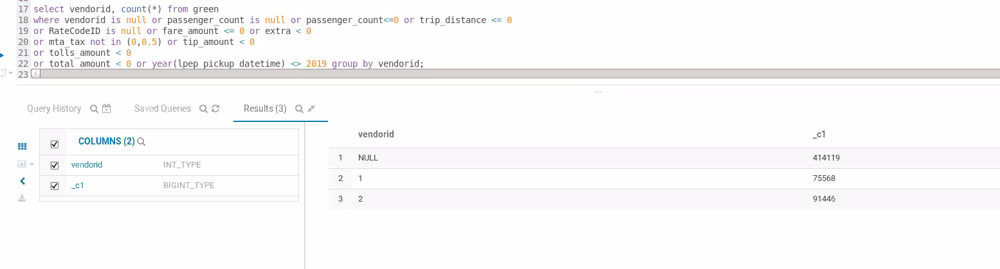 17 select vendorid, count(*) from green
18 where vendorid is null or passenger_count is null or passenger_count<=0 or trip_distance <= 0
19 or RateCodeID is null or fare_amount <= 0 or extra < 0
20 or mta_tax not in (0,0.5) or tip_amount < 0
21 or tolls_amount < 0
22 or total_amount < 0 or year(lpep_pickup_datetime) <> 2019 group by vendorid;
23
Query History Saved Queries Results (3)
COLUMNS (2)
vendorid INT_TYPE
_c1 BIGINT_TYPE
vendorid _c1
1 NULL 414119
2 1 75568
3 2 91446